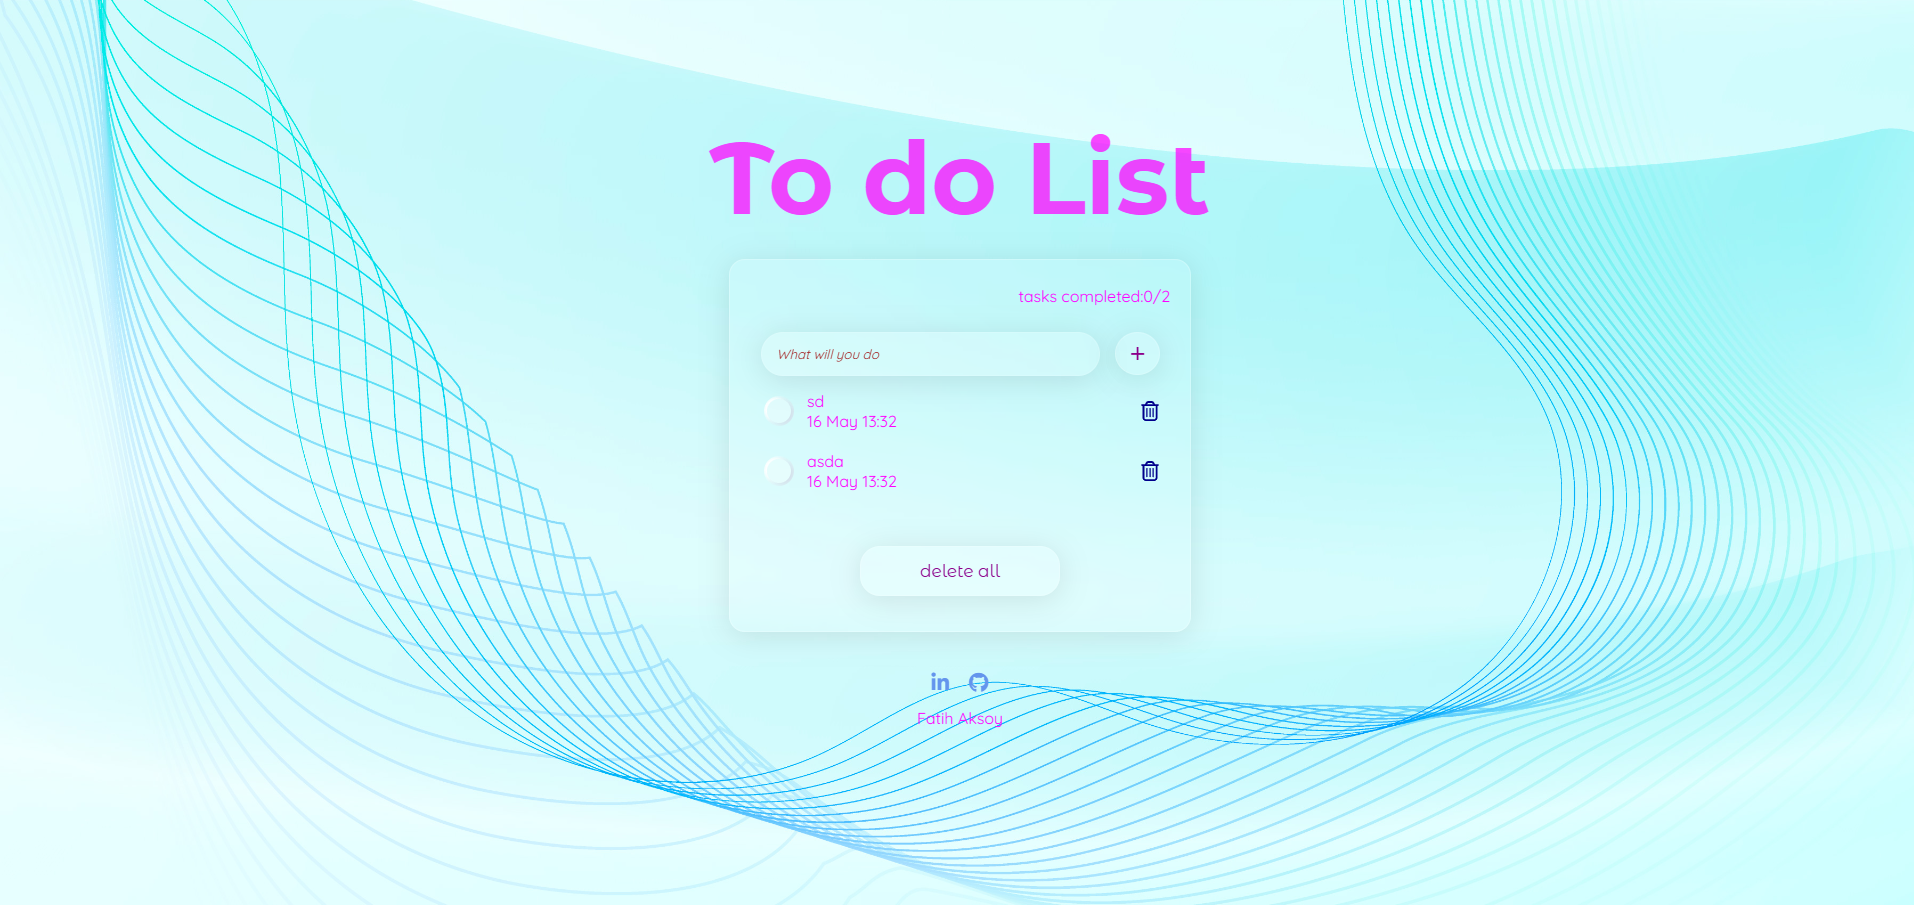 To do List
tasks completed:0/2
What will you do
+
sd
16 May 13:32
asda
16 May 13:32
delete all
in
Fatih Aksoy